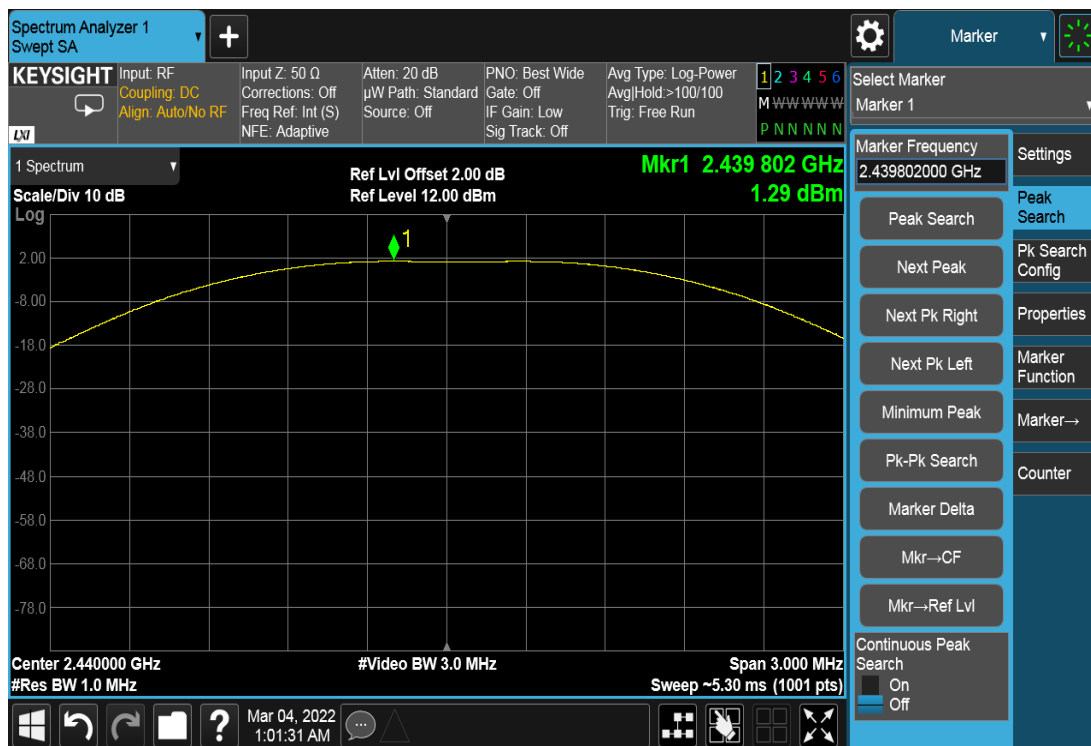 Spectrum Analyzer 1
Swept SA
Marker
KEYSIGHT
LXI
Input: RF
Coupling: DC
Align: Auto/No RF
Input Z: 50 Ω
Corrections: Off
Freq Ref: Int (S)
NFE: Adaptive
Atten: 20 dB
µW Path: Standard
Source: Off
PNO: Best Wide
Gate: Off
IF Gain: Low
Sig Track: Off
Avg Type: Log-Power
Avg|Hold:>100/100
Trig: Free Run
1 2 3 4 5 6
M W W W W W
P N N N N N
Select Marker
Marker 1
1 Spectrum
Scale/Div 10 dB
Log
Ref Lvl Offset 2.00 dB
Ref Level 12.00 dBm
Mkr1 2.439 802 GHz
1.29 dBm
1
2.00
-8.00
-18.0
-28.0
-38.0
-48.0
-58.0
-68.0
-78.0
Center 2.440000 GHz
#Res BW 1.0 MHz
#Video BW 3.0 MHz
Span 3.000 MHz
Sweep ~5.30 ms (1001 pts)
Marker Frequency
2.439802000 GHz
Peak Search
Next Peak
Next Pk Right
Next Pk Left
Minimum Peak
Pk-Pk Search
Marker Delta
Mkr→CF
Mkr→Ref Lvl
Continuous Peak
Search
On
Off
Settings
Peak
Search
Pk Search
Config
Properties
Marker
Function
Marker→
Counter
?
Mar 04, 2022
1:01:31 AM